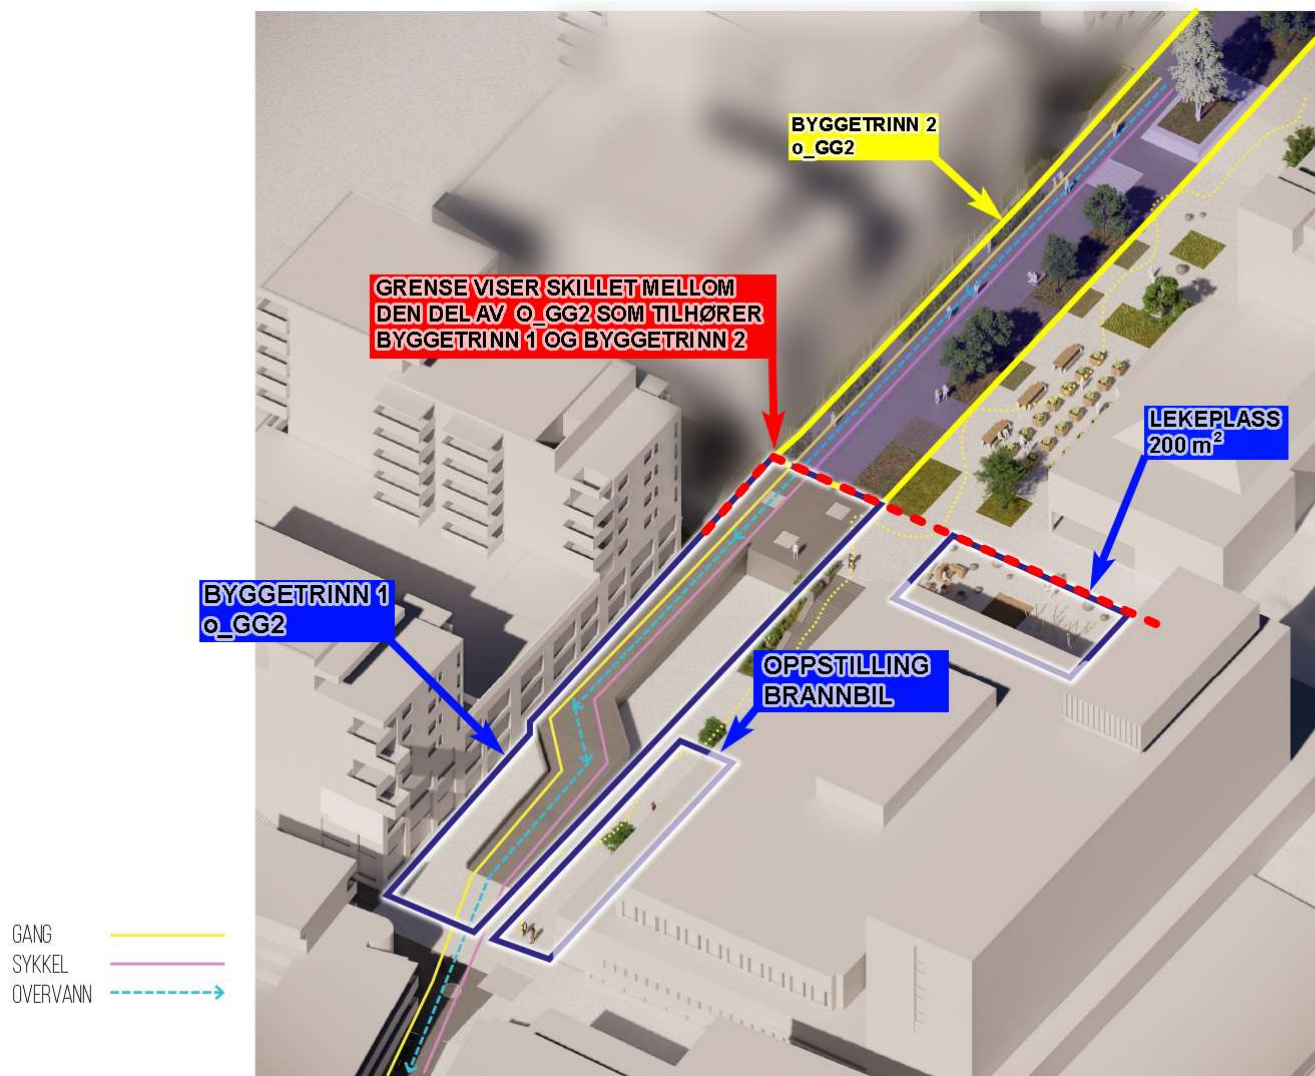 BYGGETRINN 2
o_GG2
GRENSE VISER SKILLET MELLOM
DEN DEL AV O_GG2 SOM TILHØRER
BYGGETRINN 1 OG BYGGETRINN 2
LEKEPLASS
200 m²
BYGGETRINN 1
o_GG2
OPPSTILLING
BRANNBIL
GANG
SYKKEL
OVERVANN